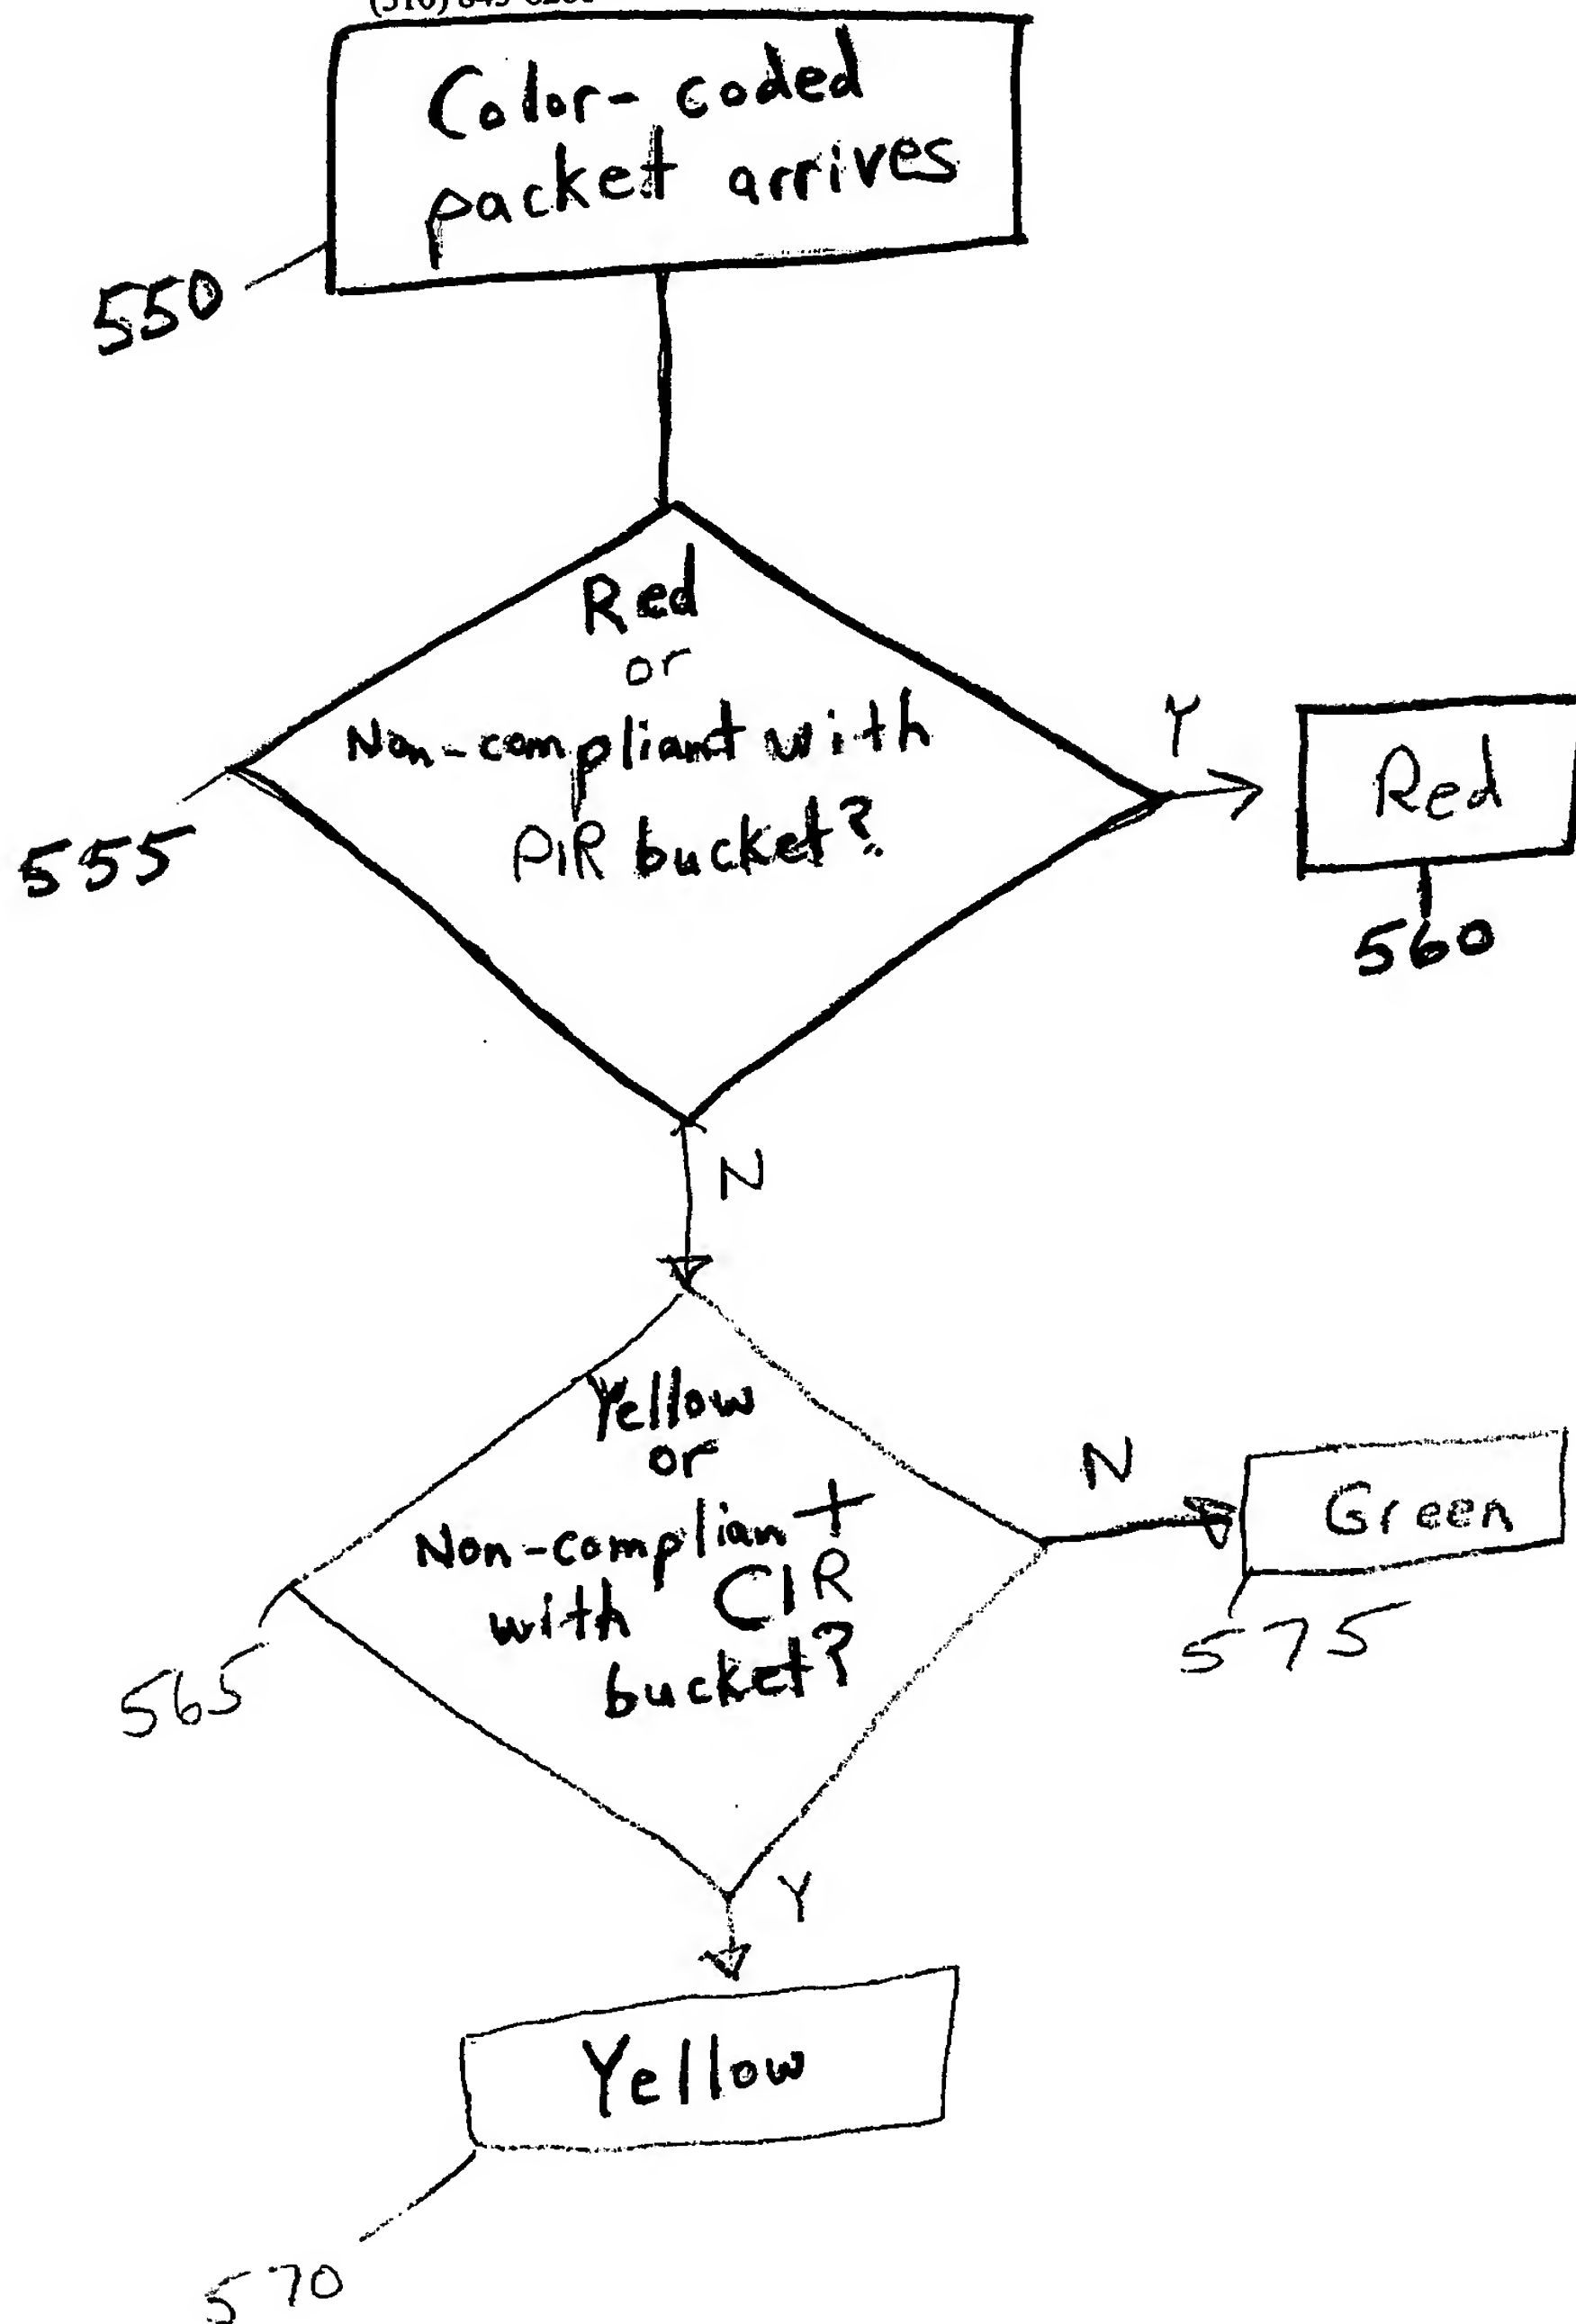 Color-coded
packet arrives
550
Red
or
Non-compliant with
PIR bucket?
555
Y
Red
560
N
Yellow
or
Non-compliant
with CIR
bucket?
565
N
Green
575
Y
Yellow
570